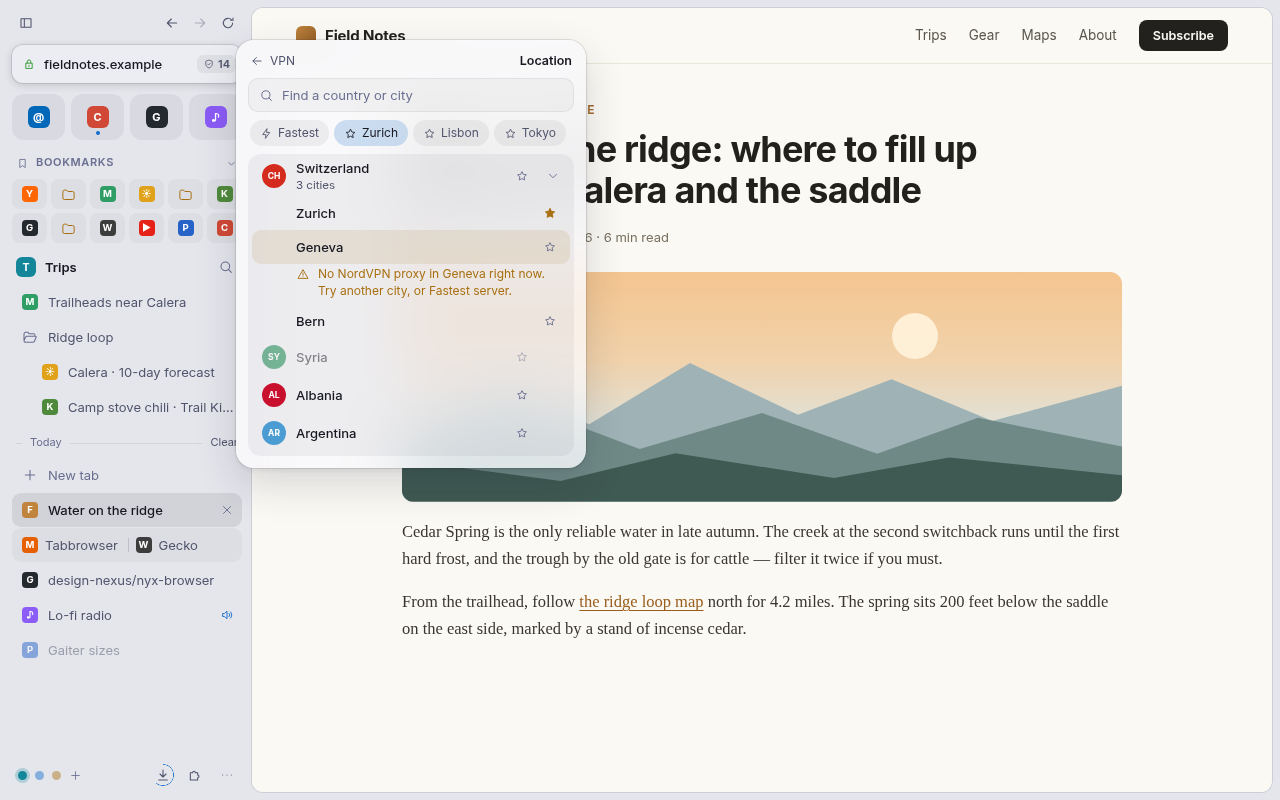 fieldnotes.example
14
@
C
G
BOOKMARKS
Y
M
K
G
W
P
C
T Trips
M Trailheads near Calera
Ridge loop
Calera · 10-day forecast
K Camp stove chili · Trail Ki...
Today
Clear
New tab
F Water on the ridge
M Tabbrowser
W Gecko
G design-nexus/nyx-browser
Lo-fi radio
P Gaiter sizes
VPN
Location
Find a country or city
Fastest
Zurich
Lisbon
Tokyo
CH Switzerland
3 cities
Zurich
Geneva
No NordVPN proxy in Geneva right now.
Try another city, or Fastest server.
Bern
SY Syria
AL Albania
AR Argentina
Field Notes
Trips
Gear
Maps
About
Subscribe
ridge: where to fill up
and the saddle
· 6 min read
Cedar Spring is the only reliable water in late autumn. The creek at the second switchback runs until the first
hard frost, and the trough by the old gate is for cattle — filter it twice if you must.
From the trailhead, follow the ridge loop map north for 4.2 miles. The spring sits 200 feet below the saddle
on the east side, marked by a stand of incense cedar.